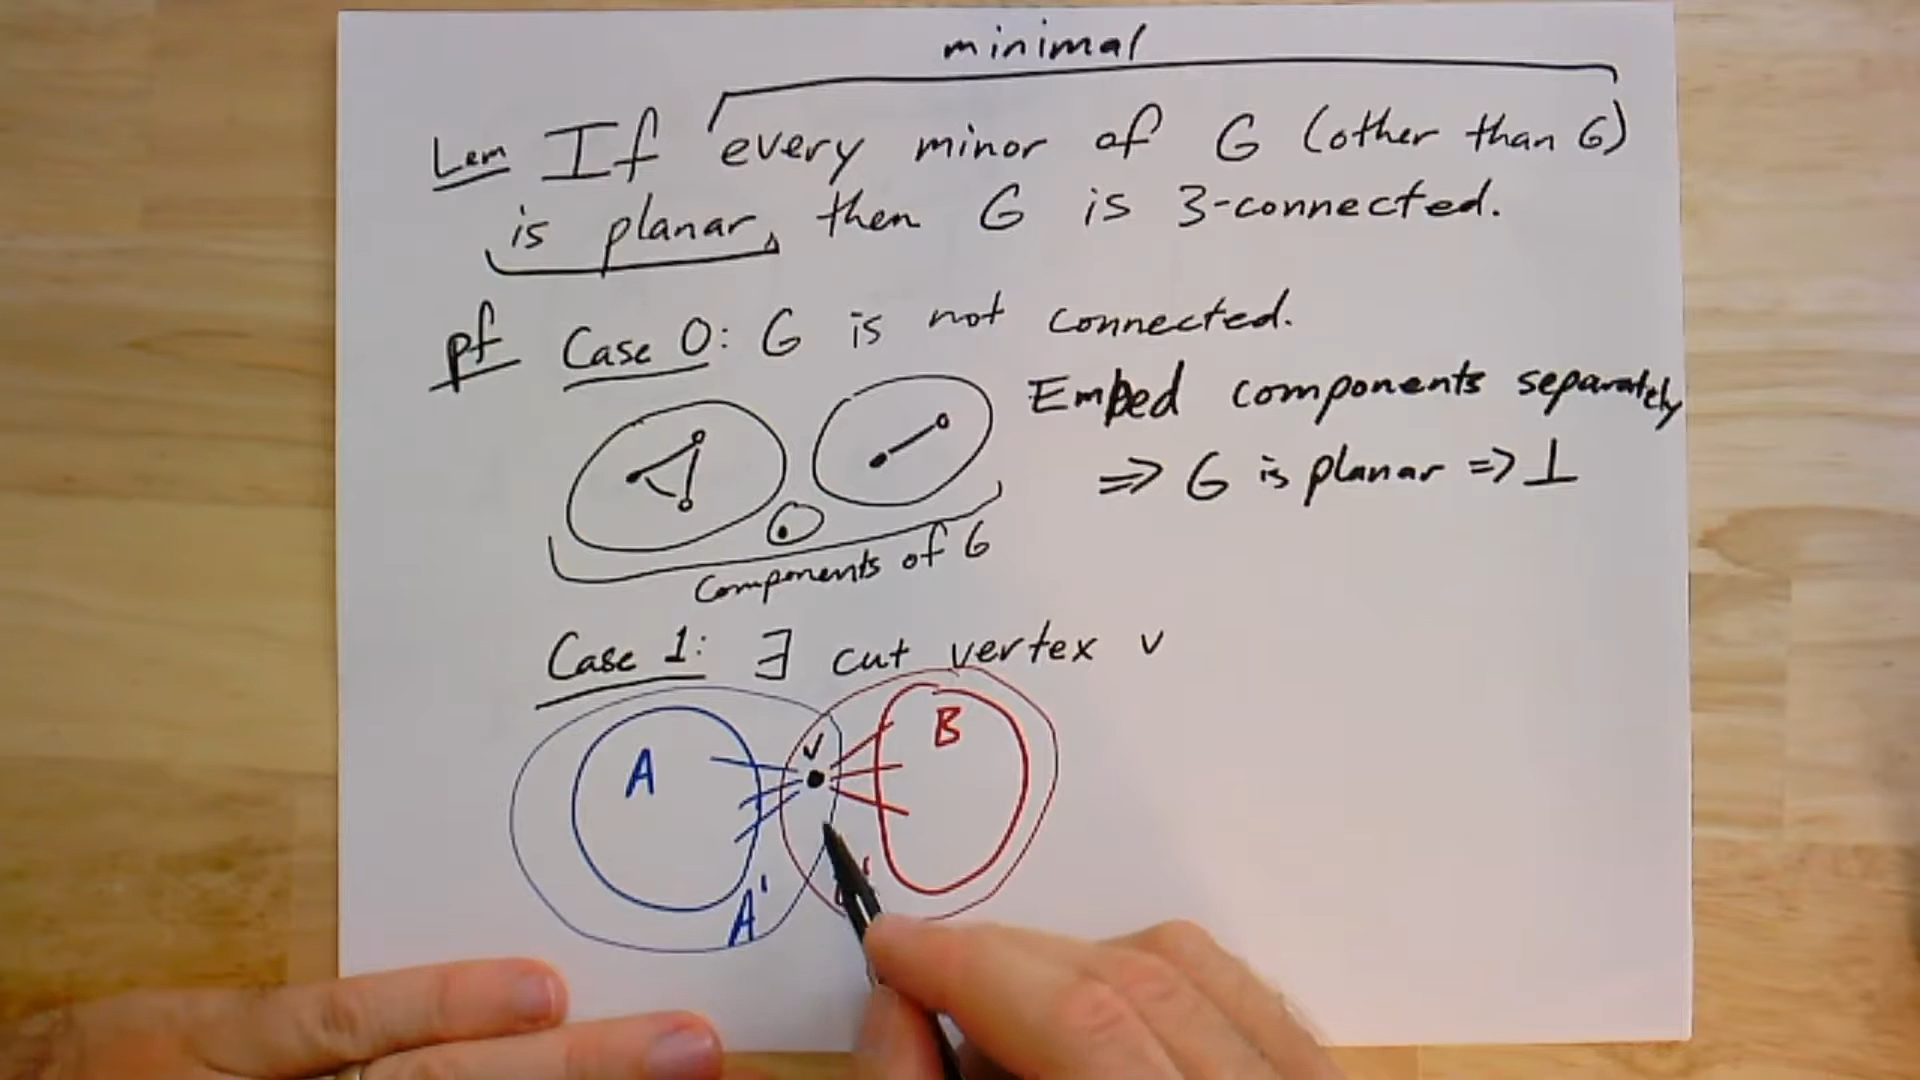 minimal
Lem If every minor of G (other than G)
is planar, then G is 3-connected.
pf Case 0: G is not connected.
Embed components separately
⇒ G is planar ⇒ ⊥
Components of G
Case 1: ∃ cut vertex v
A v B
A'